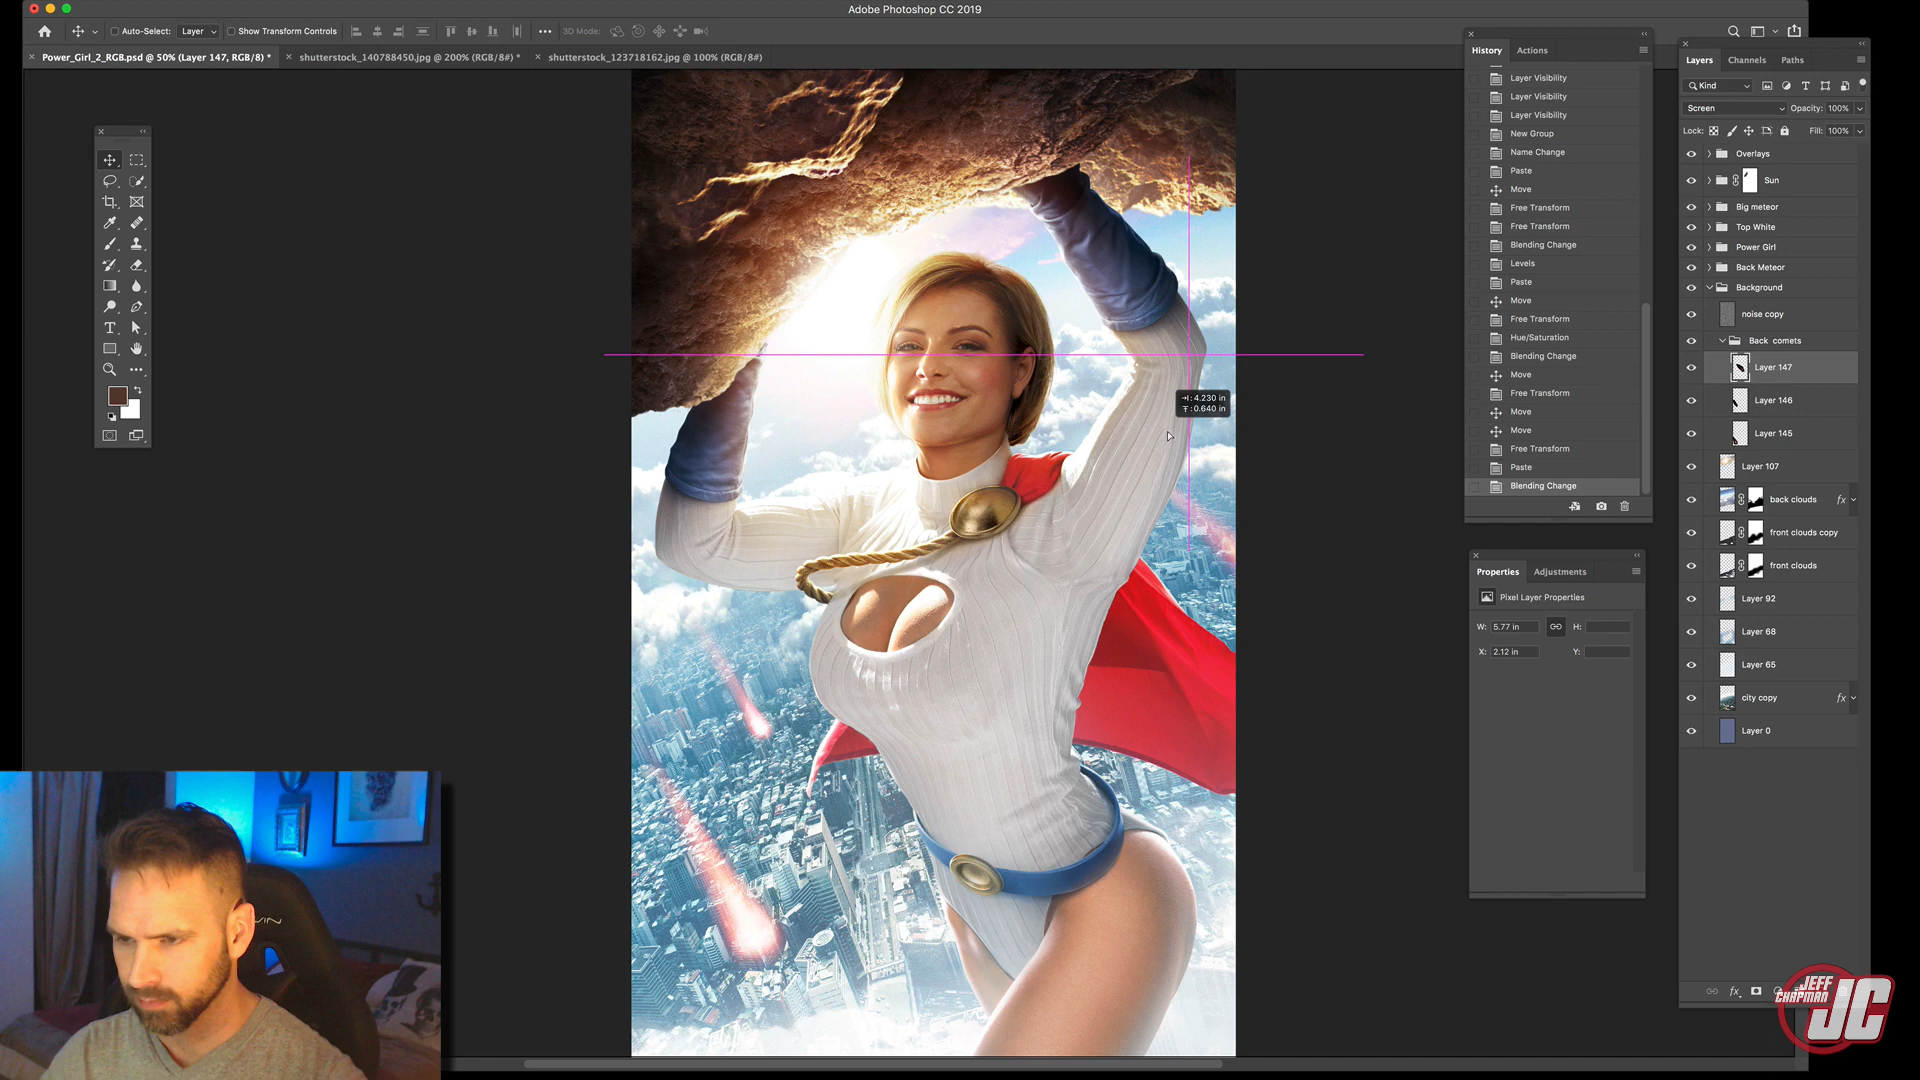 Adobe Photoshop CC 2019
Auto-Select: Layer Show Transform Controls 3D Mode:
Power_Girl_2_RGB.psd @ 50% (Layer 147, RGB/8) * shutterstock_140788450.jpg @ 200% (RGB/8#) * shutterstock_123718162.jpg @ 100% (RGB/8#)
History Actions
Layer Visibility
Layer Visibility
Layer Visibility
New Group
Name Change
Paste
Move
Free Transform
Free Transform
Blending Change
Levels
Paste
Move
Free Transform
Hue/Saturation
Blending Change
Move
Free Transform
Move
Move
Free Transform
Paste
Blending Change
Properties Adjustments
Pixel Layer Properties
W: 5.77 in H:
X: 2.12 in Y:
Layers Channels Paths
Kind
Screen Opacity: 100%
Lock: Fill: 100%
Overlays
Sun
Big meteor
Top White
Power Girl
Back Meteor
Background
noise copy
Back comets
Layer 147
Layer 146
Layer 145
Layer 107
back clouds fx
front clouds copy
front clouds
Layer 92
Layer 68
Layer 65
city copy fx
Layer 0
fx
: 4.230 in
: 0.640 in
JEFF
CHAPMAN
JC